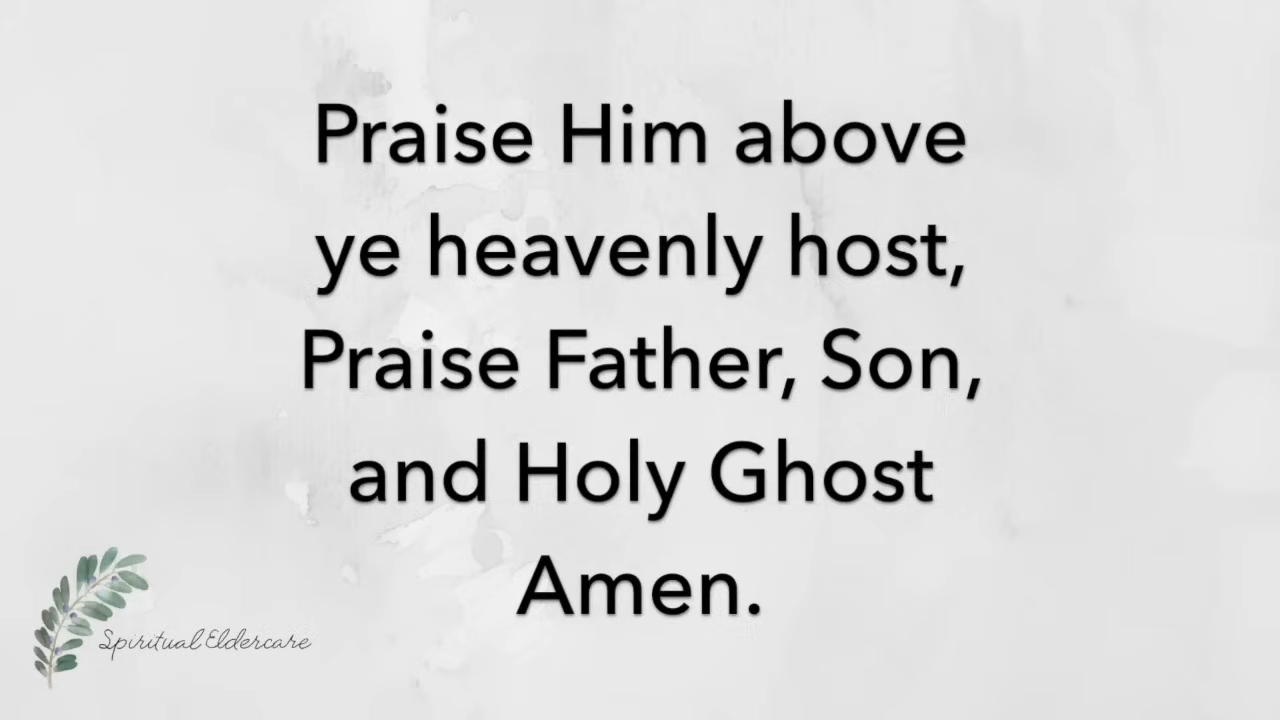 Praise Him above
ye heavenly host,
Praise Father, Son,
and Holy Ghost
Amen.
Spiritual Eldercare